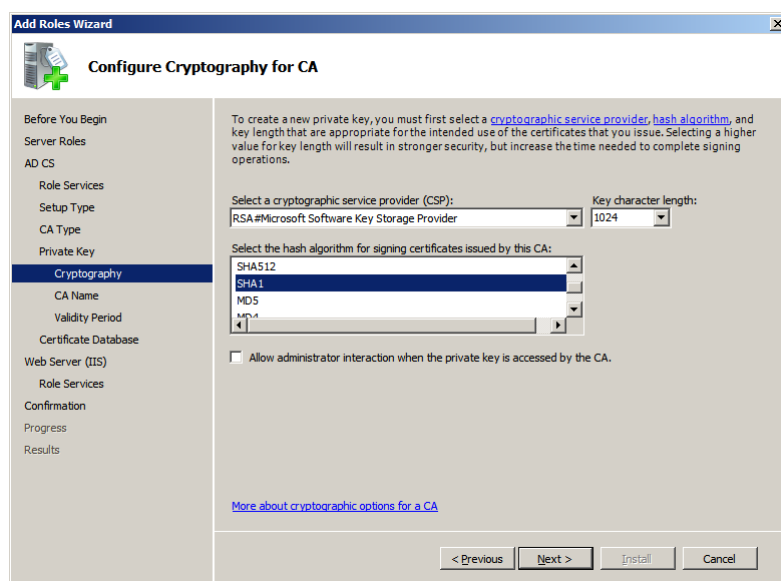 Add Roles Wizard
Configure Cryptography for CA
Before You Begin
Server Roles
AD CS
Role Services
Setup Type
CA Type
Private Key
Cryptography
CA Name
Validity Period
Certificate Database
Web Server (IIS)
Role Services
Confirmation
Progress
Results
To create a new private key, you must first select a cryptographic service provider, hash algorithm, and
key length that are appropriate for the intended use of the certificates that you issue. Selecting a higher
value for key length will result in stronger security, but increase the time needed to complete signing
operations.
Select a cryptographic service provider (CSP):
Key character length:
RSA#Microsoft Software Key Storage Provider
1024
Select the hash algorithm for signing certificates issued by this CA:
SHA512
SHA1
MD5
MD4
Allow administrator interaction when the private key is accessed by the CA.
More about cryptographic options for a CA
< Previous
Next >
Install
Cancel